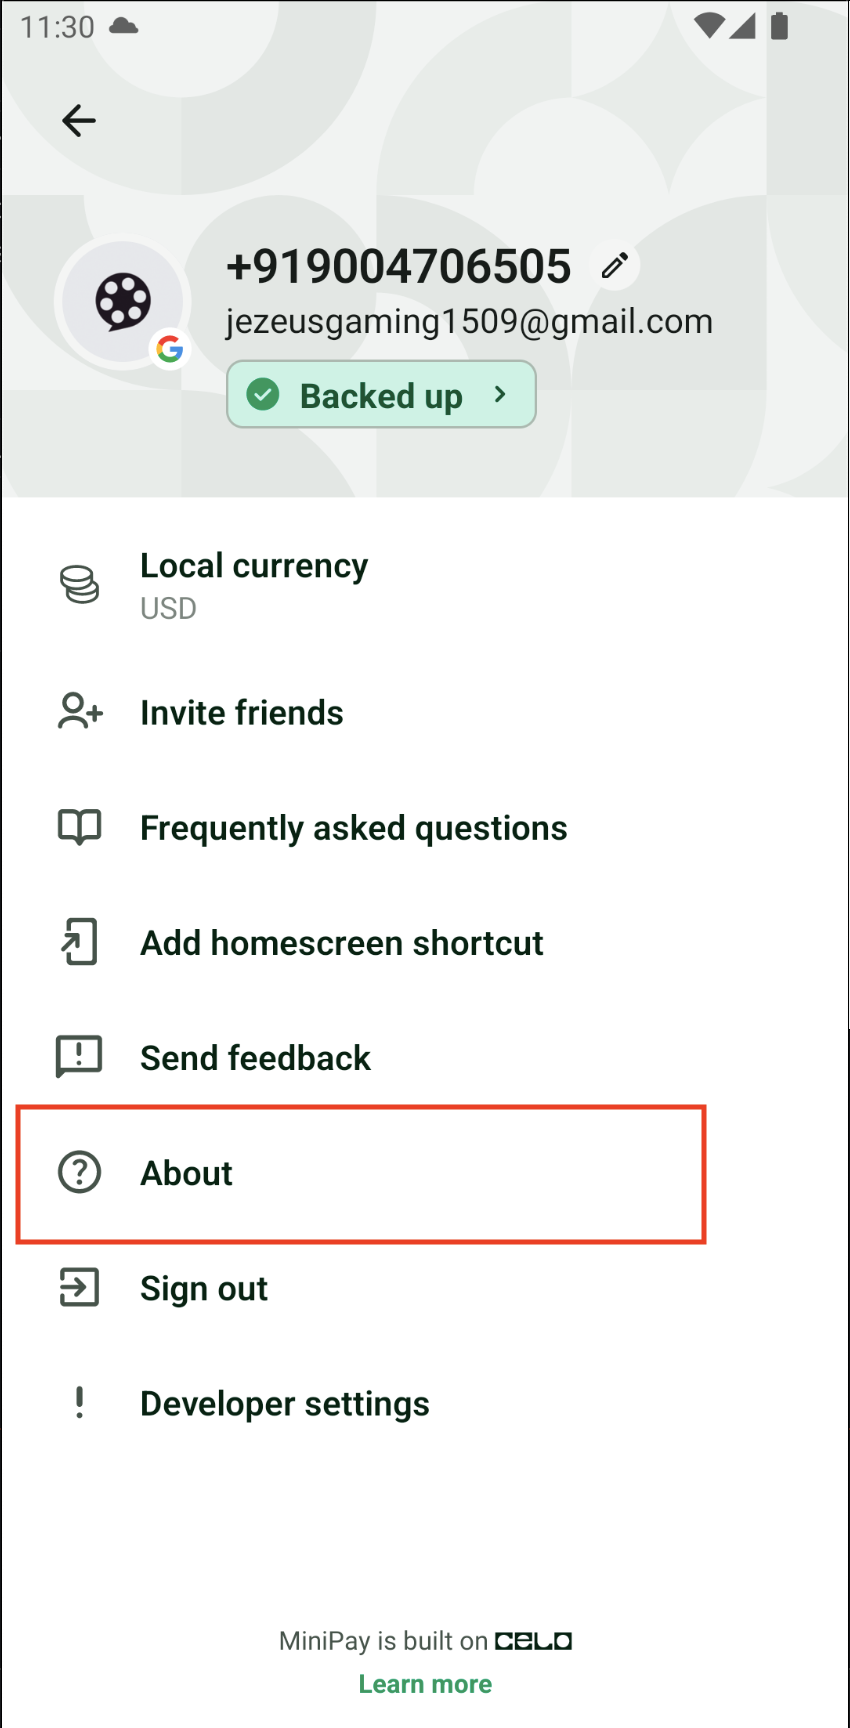 11:30
+919004706505
jezeusgaming1509@gmail.com
Backed up
Local currency
USD
Invite friends
Frequently asked questions
Add homescreen shortcut
Send feedback
About
Sign out
Developer settings
MiniPay is built on CELO
Learn more